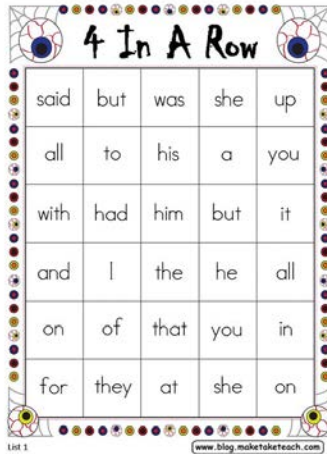 4 In A Row
said but was she up
all to his a you
with had him but it
and I the he all
on of that you in
for they at she on
List 1
www.blog.maketaketeach.com